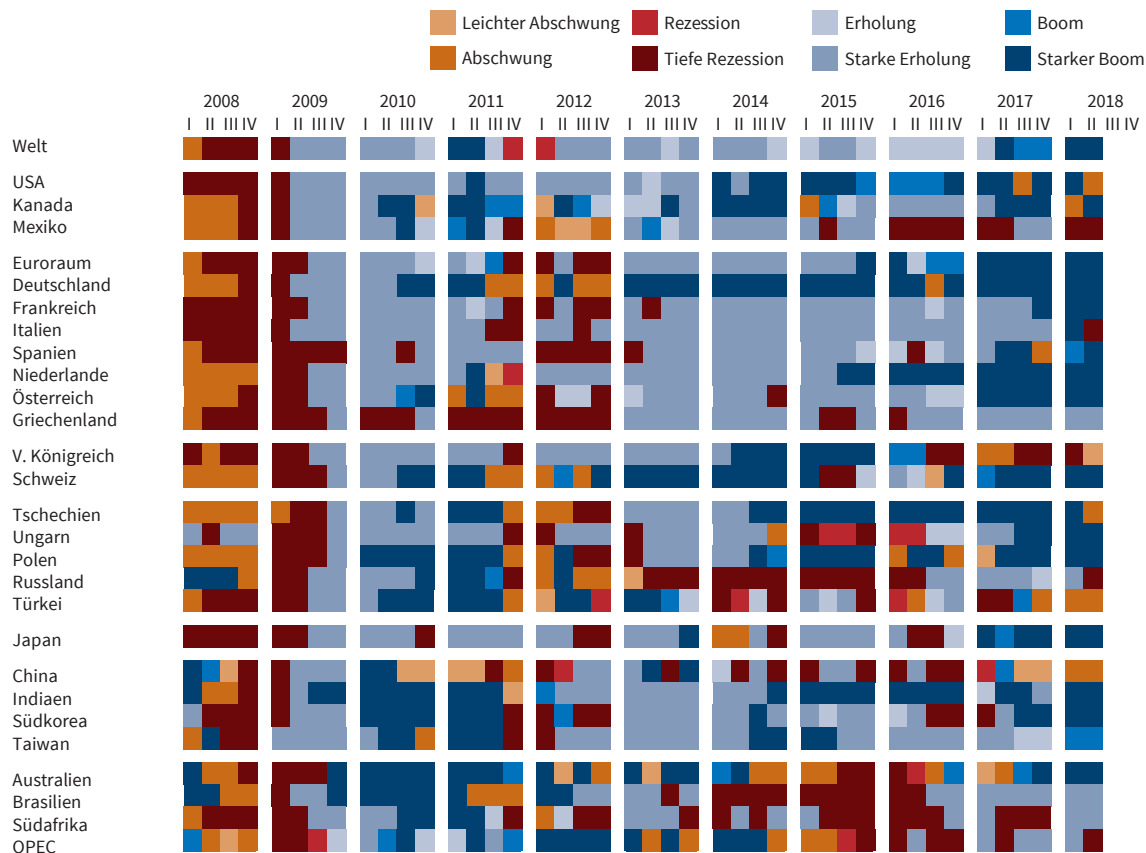 Leichter Abschwung Rezession Erholung Boom
Abschwung Tiefe Rezession Starke Erholung Starker Boom
2008 2009 2010 2011 2012 2013 2014 2015 2016 2017 2018
I II III IV I II III IV I II III IV I II III IV I II III IV I II III IV I II III IV I II III IV I II III IV I II III IV I II III IV
Welt
USA
Kanada
Mexiko
Euroraum
Deutschland
Frankreich
Italien
Spanien
Niederlande
Österreich
Griechenland
V. Königreich
Schweiz
Tschechien
Ungarn
Polen
Russland
Türkei
Japan
China
Indiaen
Südkorea
Taiwan
Australien
Brasilien
Südafrika
OPEC